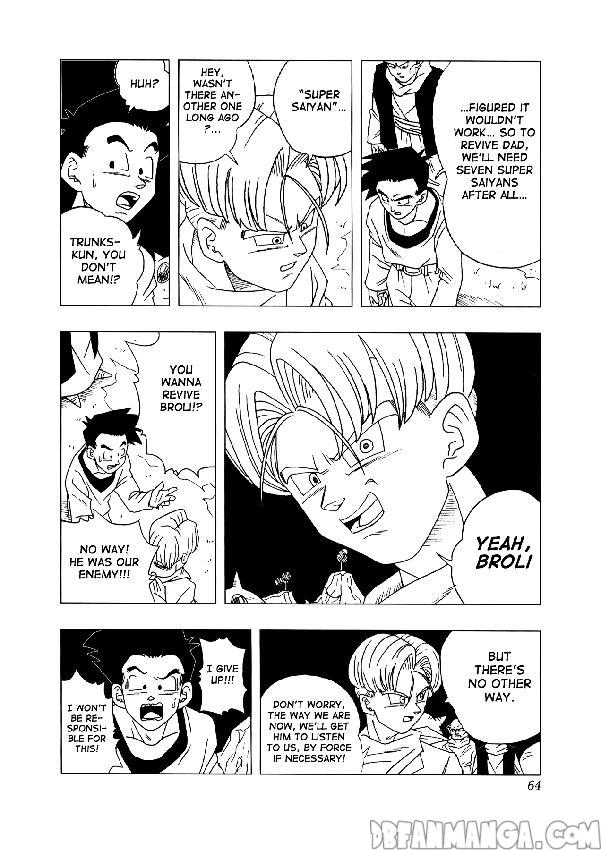 ...FIGURED IT
WOULDN'T
WORK... SO TO
REVIVE DAD,
WE'LL NEED
SEVEN SUPER
SAIYANS
AFTER ALL...
"SUPER
SAIYAN"...
HEY,
WASN'T
THERE AN-
OTHER ONE
LONG AGO
?...
HUH?
TRUNKS-
KUN, YOU
DON'T
MEAN!?
YEAH,
BROLI
YOU
WANNA
REVIVE
BROLI!?
NO WAY!
HE WAS OUR
ENEMY!!!
BUT
THERE'S
NO OTHER
WAY.
DON'T WORRY,
THE WAY WE ARE
NOW, WE'LL GET
HIM TO LISTEN
TO US, BY FORCE
IF NECESSARY!
I GIVE
UP!!!
I WON'T
BE RE-
SPONSI-
BLE FOR
THIS!
64
DBFANMANGA.COM